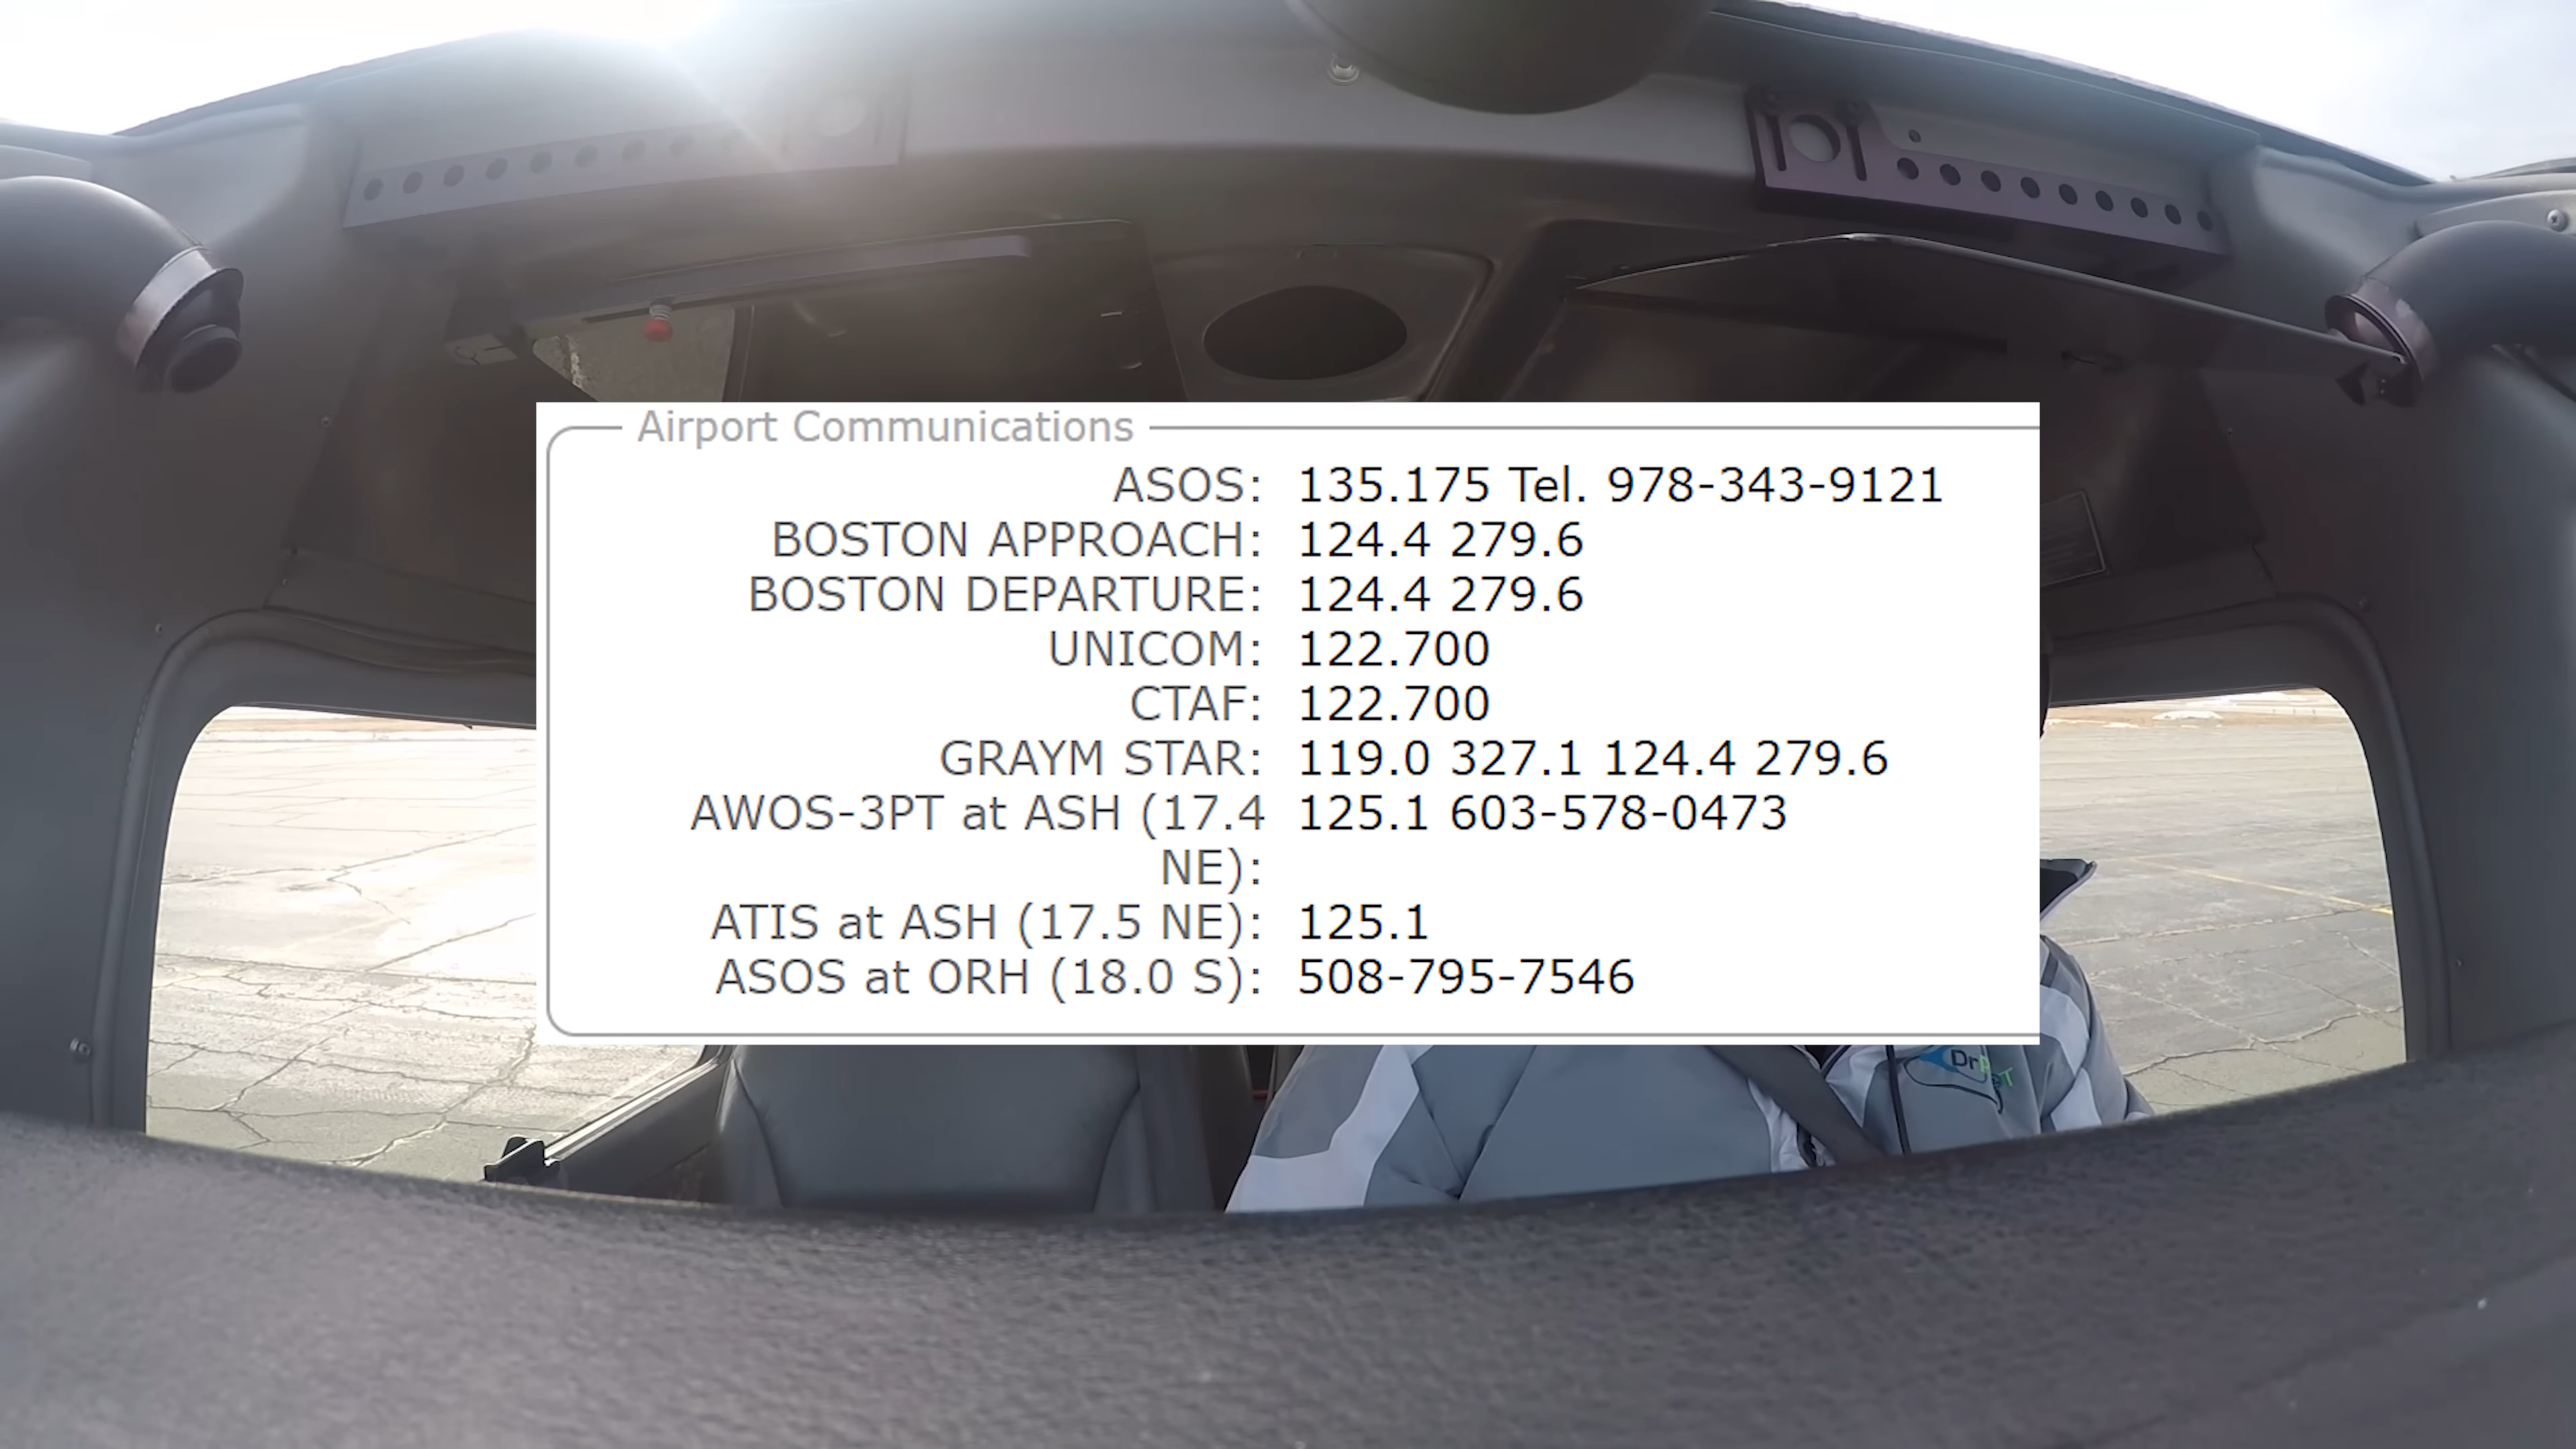 Airport Communications
ASOS: 135.175 Tel. 978-343-9121
BOSTON APPROACH: 124.4 279.6
BOSTON DEPARTURE: 124.4 279.6
UNICOM: 122.700
CTAF: 122.700
GRAYM STAR: 119.0 327.1 124.4 279.6
AWOS-3PT at ASH (17.4 125.1 603-578-0473
NE):
ATIS at ASH (17.5 NE): 125.1
ASOS at ORH (18.0 S): 508-795-7546